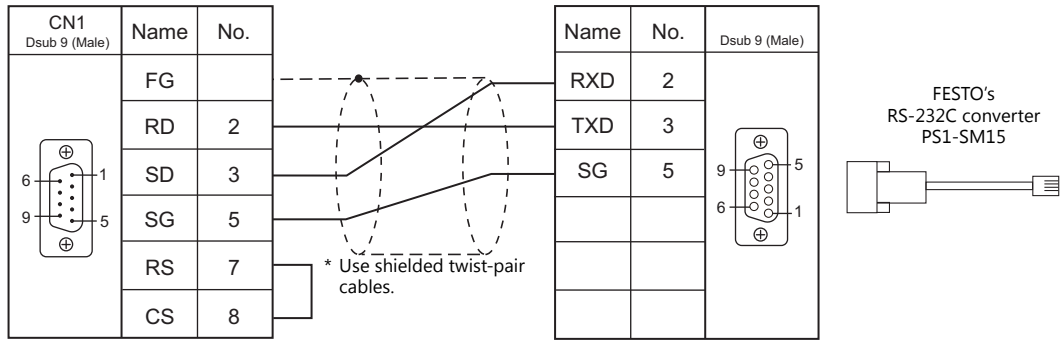 CN1
Dsub 9 (Male)
Name No.
FG
RD 2
SD 3
SG 5
RS 7
CS 8
6 1
9 5
* Use shielded twist-pair
cables.
Name No.
Dsub 9 (Male)
RXD 2
TXD 3
SG 5
9 5
6 1
FESTO's
RS-232C converter
PS1-SM15